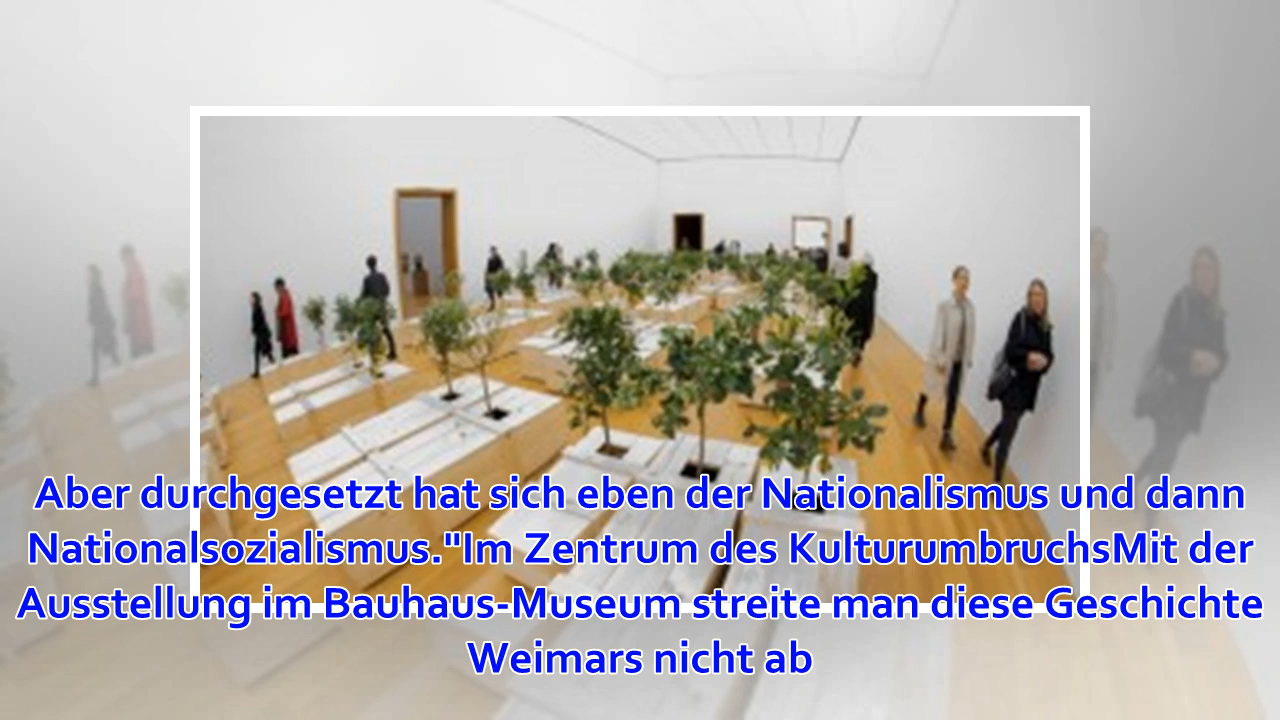 Aber durchgesetzt hat sich eben der Nationalismus und dann
Nationalsozialismus."Im Zentrum des KulturumbruchsMit der
Ausstellung im Bauhaus-Museum streite man diese Geschichte
Weimars nicht ab